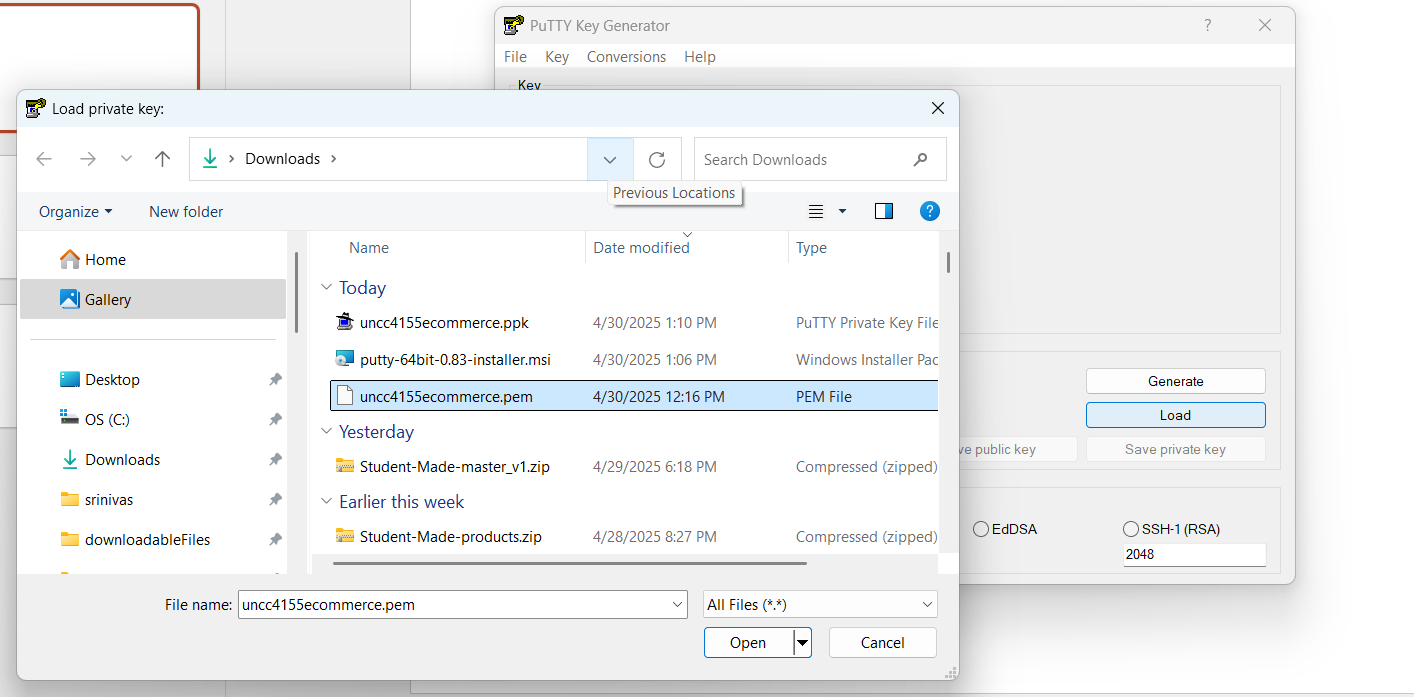 PuTTY Key Generator
?
File Key Conversions Help
Key
Load private key:
Downloads
Search Downloads
Previous Locations
Organize
New folder
?
Name Date modified Type
Home
Gallery
Desktop
OS (C:)
Downloads
srinivas
downloadableFiles
Today
uncc4155ecommerce.ppk 4/30/2025 1:10 PM PuTTY Private Key File
putty-64bit-0.83-installer.msi 4/30/2025 1:06 PM Windows Installer Pac
uncc4155ecommerce.pem 4/30/2025 12:16 PM PEM File
Yesterday
Student-Made-master_v1.zip 4/29/2025 6:18 PM Compressed (zipped)
Earlier this week
Student-Made-products.zip 4/28/2025 8:27 PM Compressed (zipped)
File name: uncc4155ecommerce.pem All Files (*.*)
Open Cancel
Generate
Load
ve public key Save private key
EdDSA SSH-1 (RSA)
2048